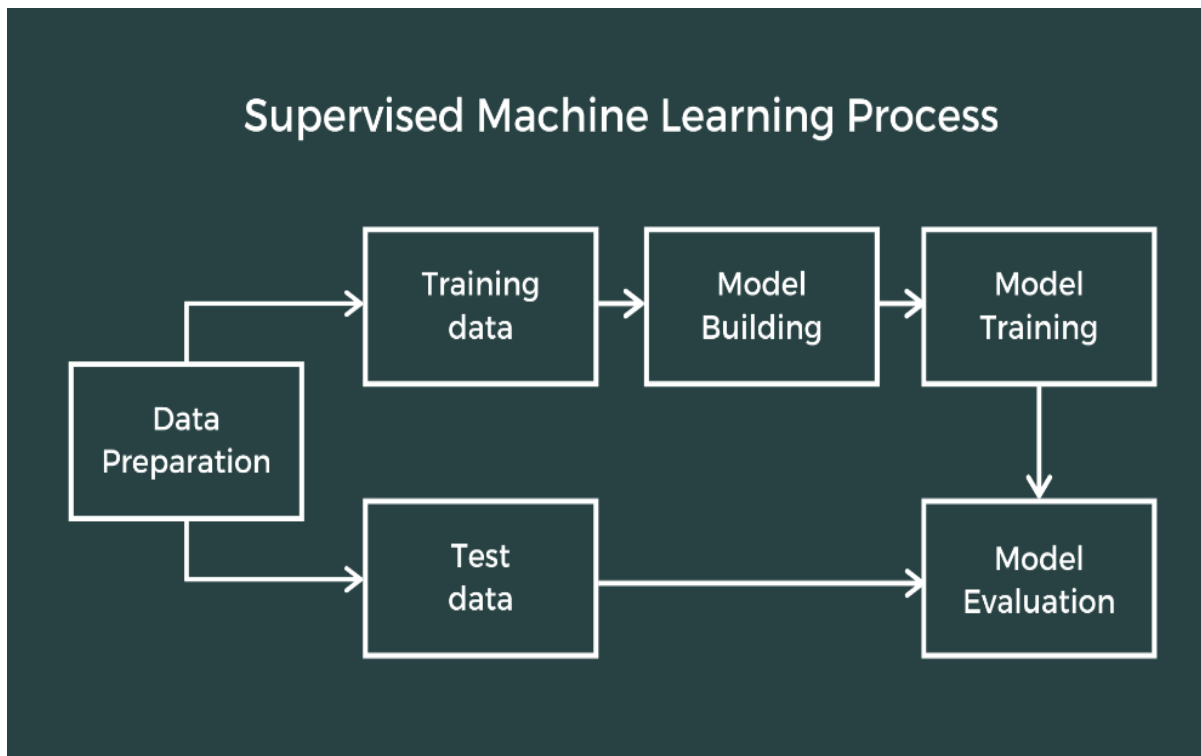 Supervised Machine Learning Process
Training
data
Model
Building
Model
Training
Data
Preparation
Test
data
Model
Evaluation